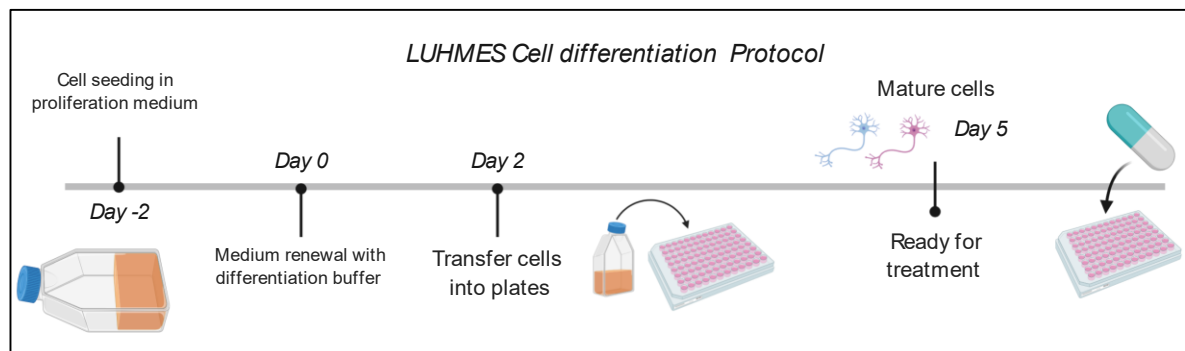 LUHMES Cell differentiation Protocol
Cell seeding in
proliferation medium
Day -2
Day 0
Medium renewal with
differentiation buffer
Day 2
Transfer cells
into plates
Mature cells
Day 5
Ready for
treatment